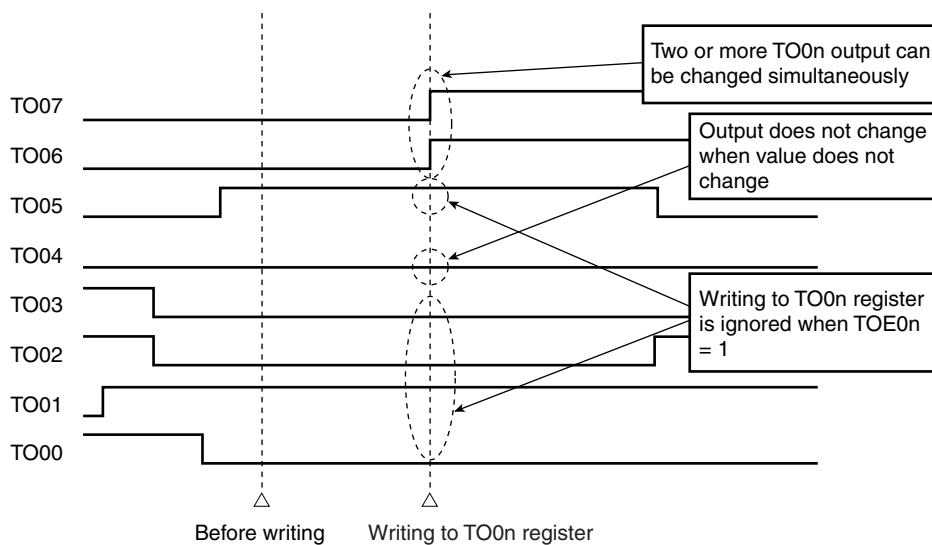 Two or more TO0n output can
be changed simultaneously
TO07
Output does not change
when value does not
change
TO06
TO05
TO04
TO03
Writing to TO0n register
is ignored when TOE0n
= 1
TO02
TO01
TO00
Before writing
Writing to TO0n register